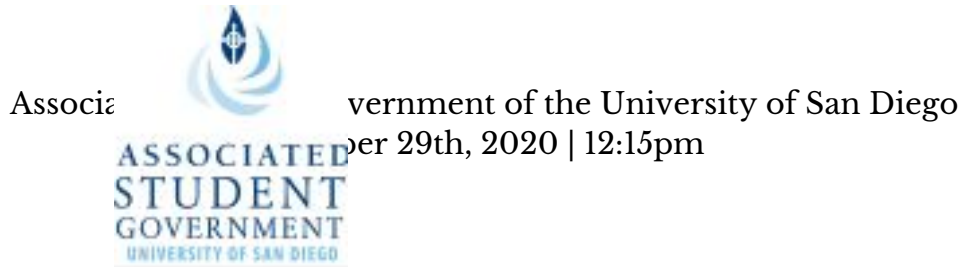 Associa vernment of the University of San Diego
ber 29th, 2020 | 12:15pm
ASSOCIATED
STUDENT
GOVERNMENT
UNIVERSITY OF SAN DIEGO